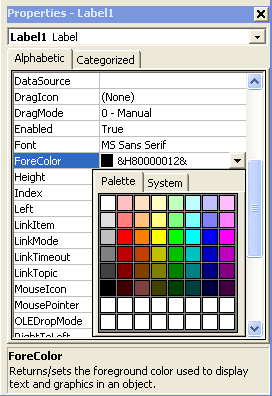 Properties - Label1
Label1 Label
Alphabetic Categorized
DataSource
DragIcon (None)
DragMode 0 - Manual
Enabled True
Font MS Sans Serif
ForeColor &H80000012&
Height
Palette System
Index
Left
LinkItem
LinkMode
LinkTimeout
LinkTopic
MouseIcon
MousePointer
OLEDropMode
RightToLeft
ForeColor
Returns/sets the foreground color used to display
text and graphics in an object.